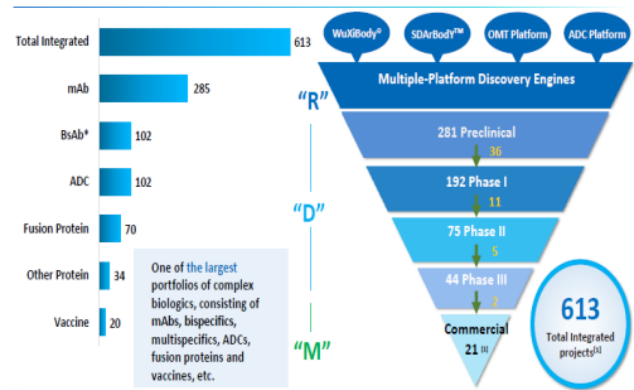 Total Integrated
613
mAb
285
BsAb*
102
ADC
102
Fusion Protein
70
Other Protein
34
Vaccine
20
One of the largest
portfolios of complex
biologics, consisting of
mAbs, bispecifics,
multispecifics, ADCs,
fusion proteins and
vaccines, etc.
“R”
“D”
“M”
WuXiBody®
SDArBodY™
OMT Platform
ADC Platform
Multiple-Platform Discovery Engines
281 Preclinical
36
192 Phase I
11
75 Phase II
5
44 Phase III
2
Commercial
21 [3]
613
Total Integrated
projects[1]